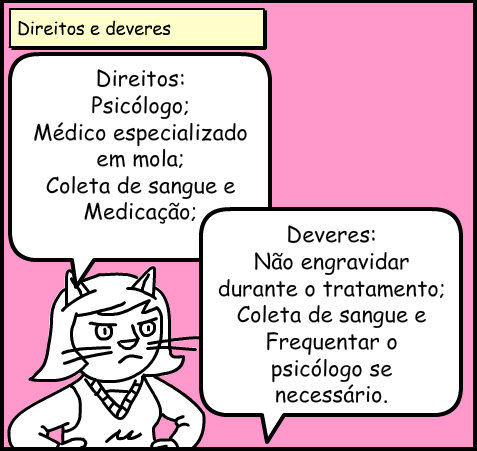 Direitos e deveres
Direitos:
Psicólogo;
Médico especializado
em mola;
Coleta de sangue e
Medicação;
Deveres:
Não engravidar
durante o tratamento;
Coleta de sangue e
Frequentar o
psicólogo se
necessário.